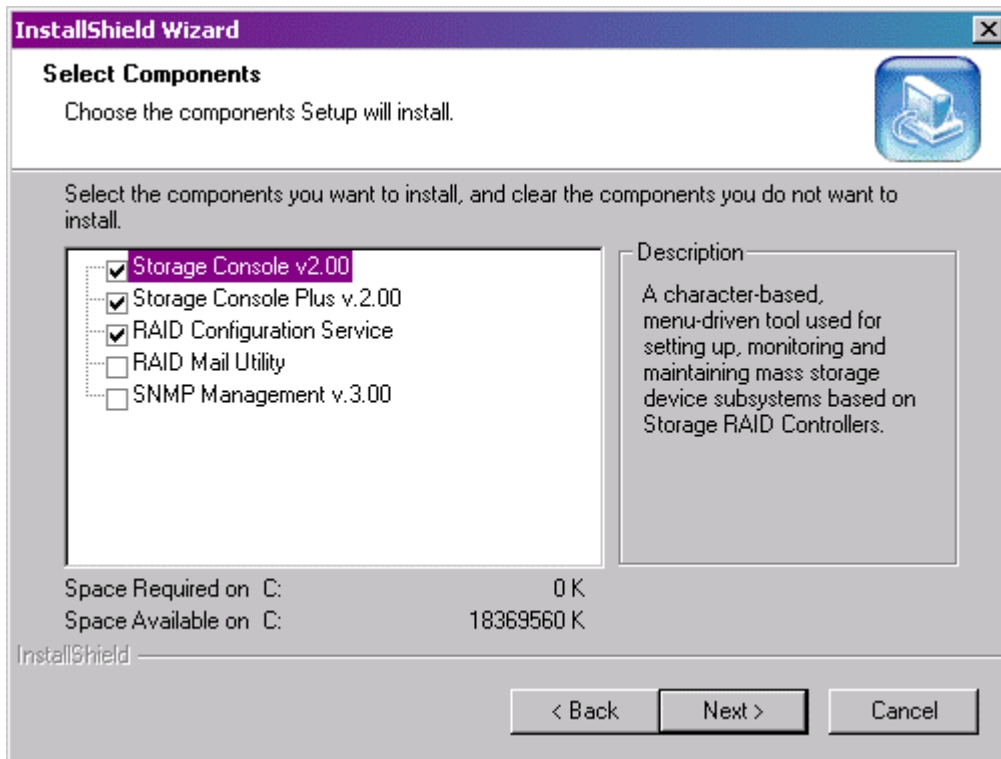 InstallShield Wizard
Select Components
Choose the components Setup will install.
Select the components you want to install, and clear the components you do not want to
install.
Storage Console v2.00
Storage Console Plus v.2.00
RAID Configuration Service
RAID Mail Utility
SNMP Management v.3.00
Description
A character-based,
menu-driven tool used for
setting up, monitoring and
maintaining mass storage
device subsystems based on
Storage RAID Controllers.
Space Required on C: 0 K
Space Available on C: 18369560 K
InstallShield
< Back Next > Cancel